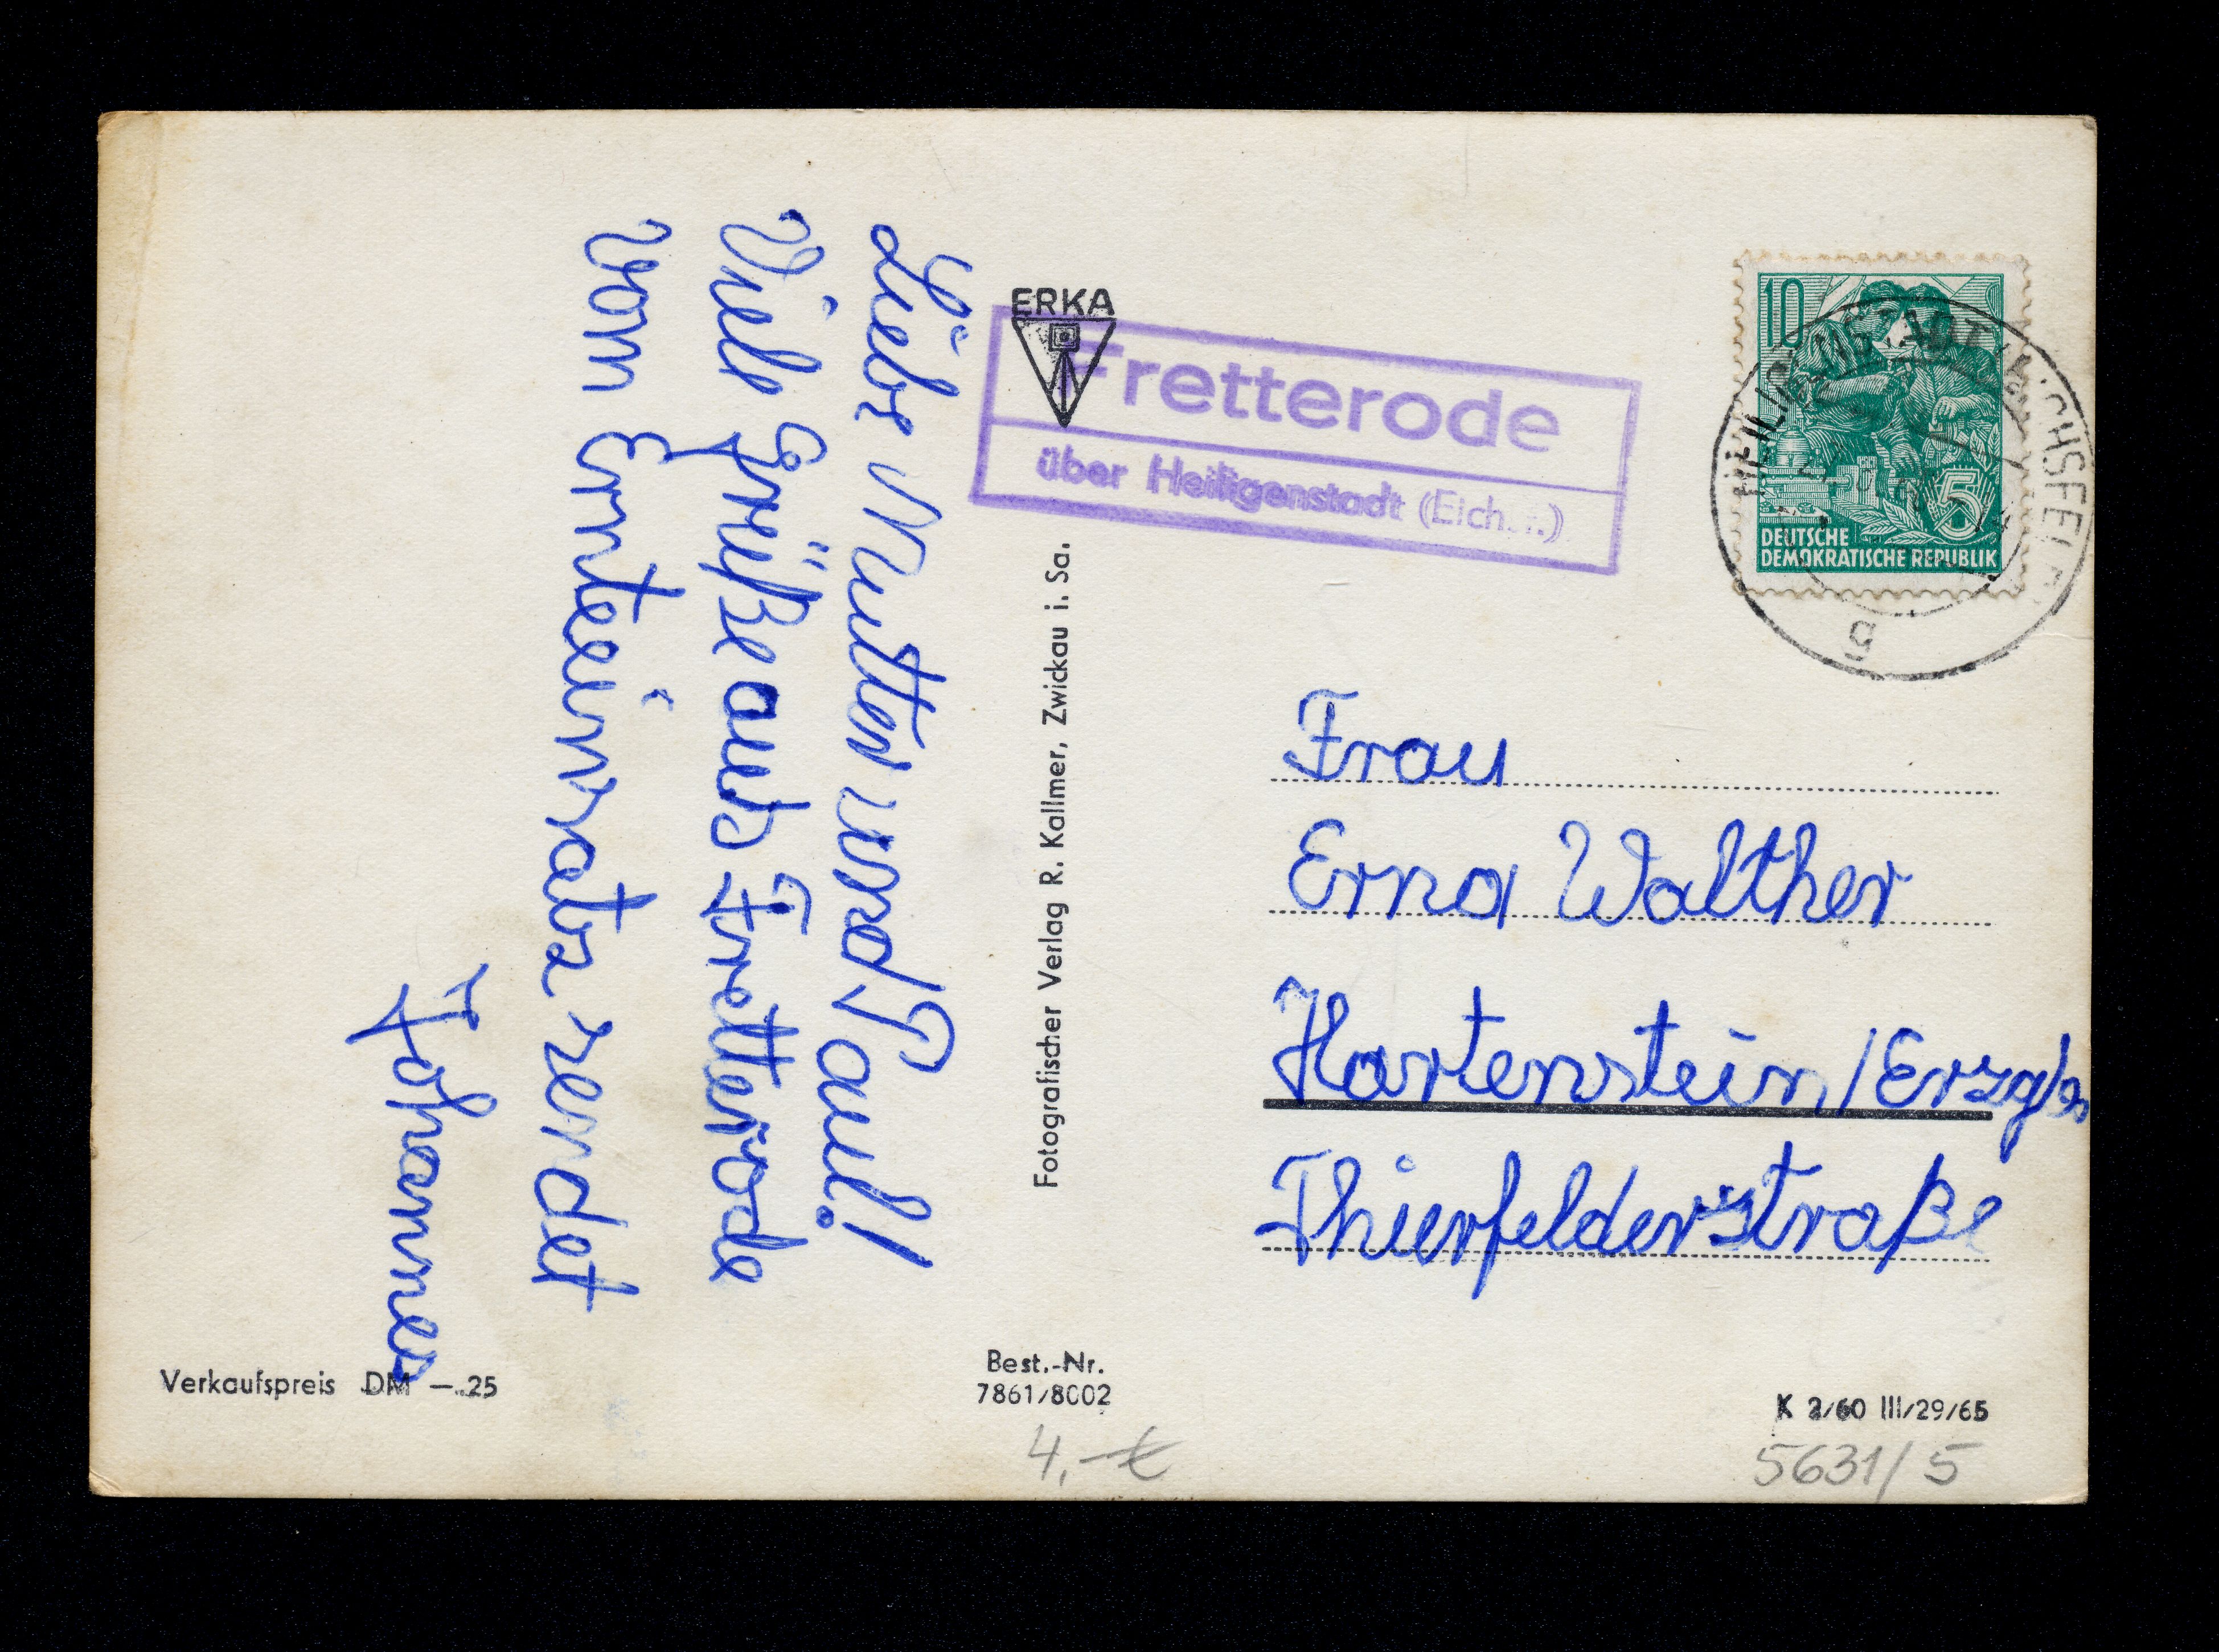 Liebe Mutter und Paul!
Viele Grüße aus Fretterode
vom Ernteeinsatz sendet
Johannes
Verkaufspreis DM —.25
ERKA
Fretterode
über Heiligenstadt
Fotografischer Verlag R. Kallmer, Zwickau i. Sa.
Best.-Nr.
7861/8002
4,-€
10
5
DEUTSCHE
DEMOKRATISCHE REPUBLIK
HEILIGENSTADT
g
Frau
Erna Walther
Hartenstein/Erzgb.
Thierfelderstraße
K 2/60 III/29/65
5631/5